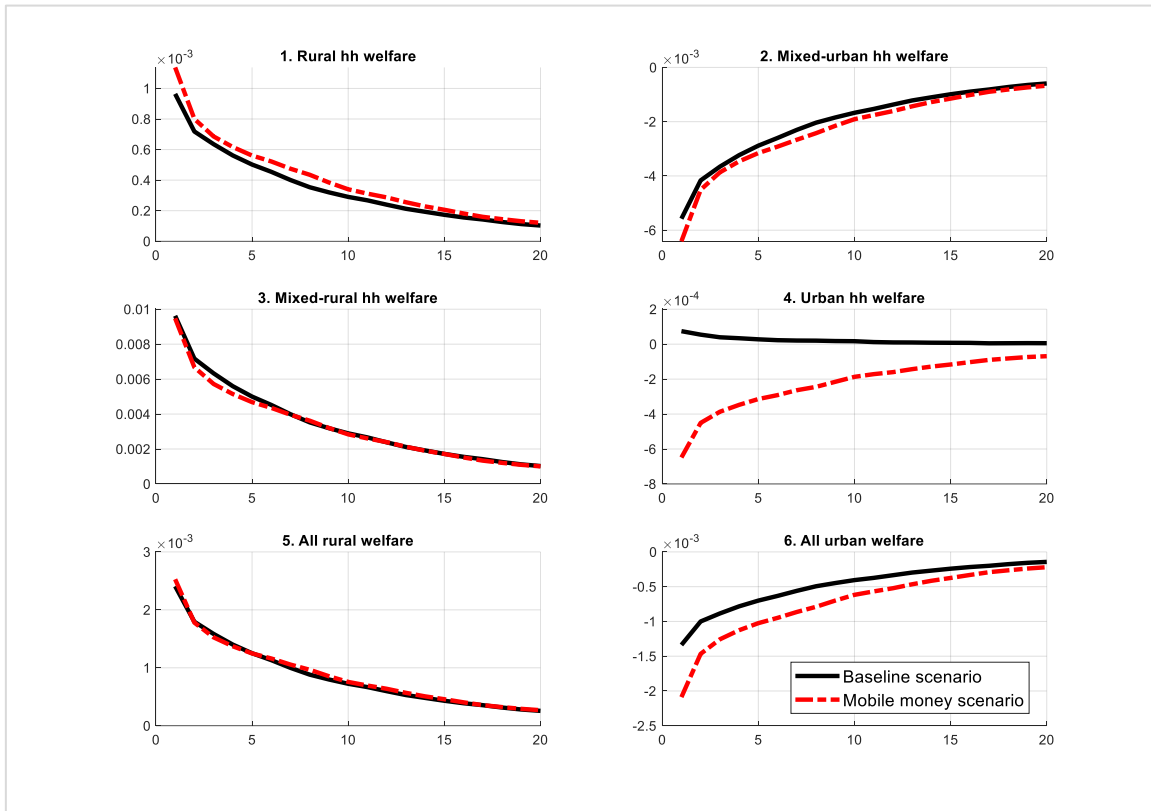 1. Rural hh welfare
×10-3
1
0.8
0.6
0.4
0.2
0
0 5 10 15 20
2. Mixed-urban hh welfare
×10-3
0
-2
-4
-6
0 5 10 15 20
3. Mixed-rural hh welfare
0.01
0.008
0.006
0.004
0.002
0
0 5 10 15 20
4. Urban hh welfare
×10-4
2
0
-2
-4
-6
-8
0 5 10 15 20
5. All rural welfare
×10-3
3
2
1
0
0 5 10 15 20
6. All urban welfare
×10-3
0
-0.5
-1
-1.5
-2
-2.5
0 5 10 15 20
Baseline scenario
Mobile money scenario